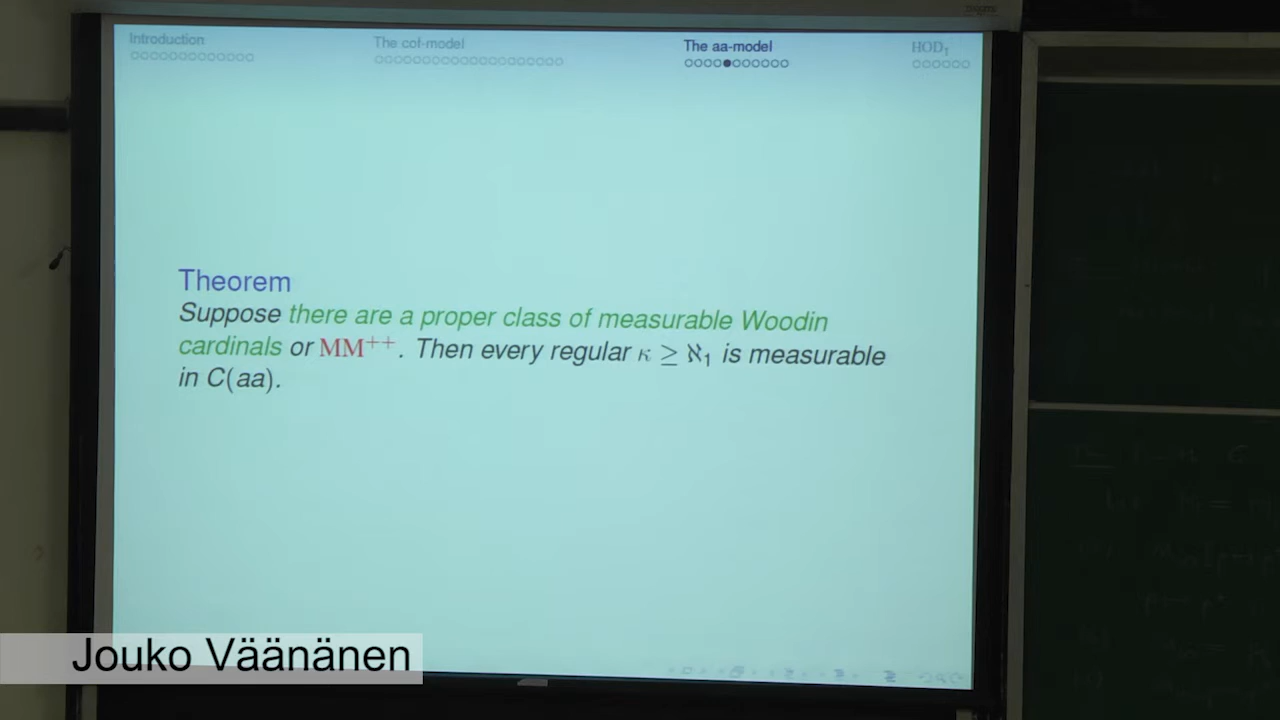 Introduction The cof-model The aa-model HOD₁
Theorem
Suppose there are a proper class of measurable Woodin
cardinals or MM⁺⁺. Then every regular κ ≥ ℵ₁ is measurable
in C(aa).
Jouko Väänänen